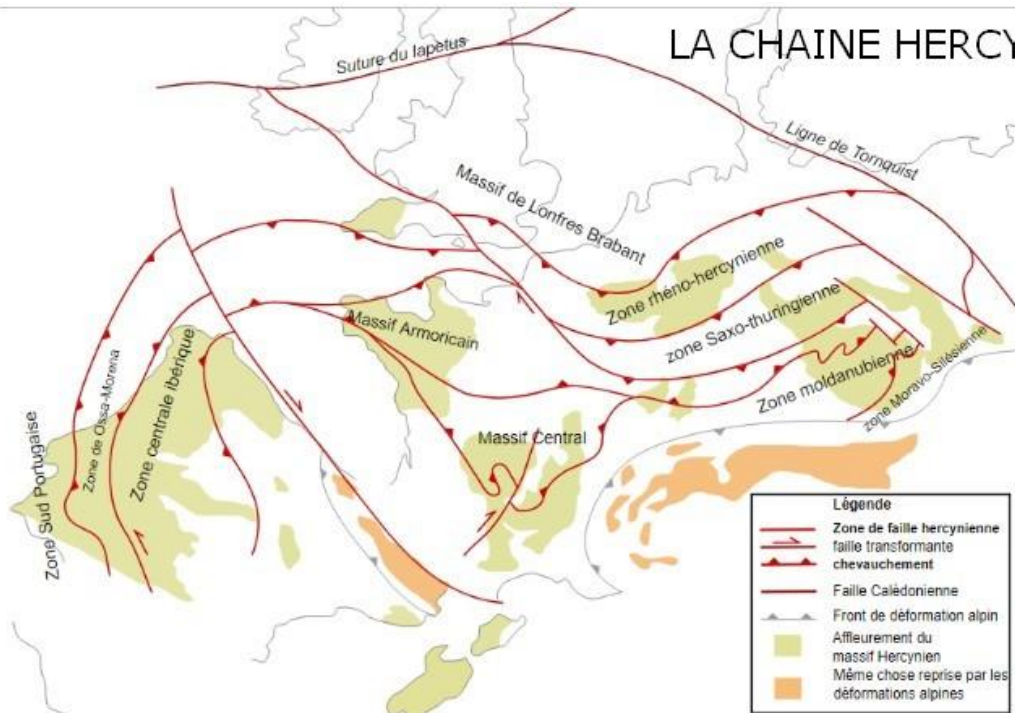 LA CHAINE HERCY
Suture du Iapetus
Ligne de Tornquist
Massif de Lonfres Brabant
Zone rhéno-hercynienne
zone Saxo-thuringienne
Zone moldanubienne
zone Moravo-Silésienne
Massif Armoricain
Massif Central
Zone centrale ibérique
Zone de Ossa-Morena
Zone Sud Portugaise
Légende
Zone de faille hercynienne
faille transformante
chevauchement
Faille Calédonienne
Front de déformation alpin
Affleurement du
massif Hercynien
Même chose reprise par les
déformations alpines